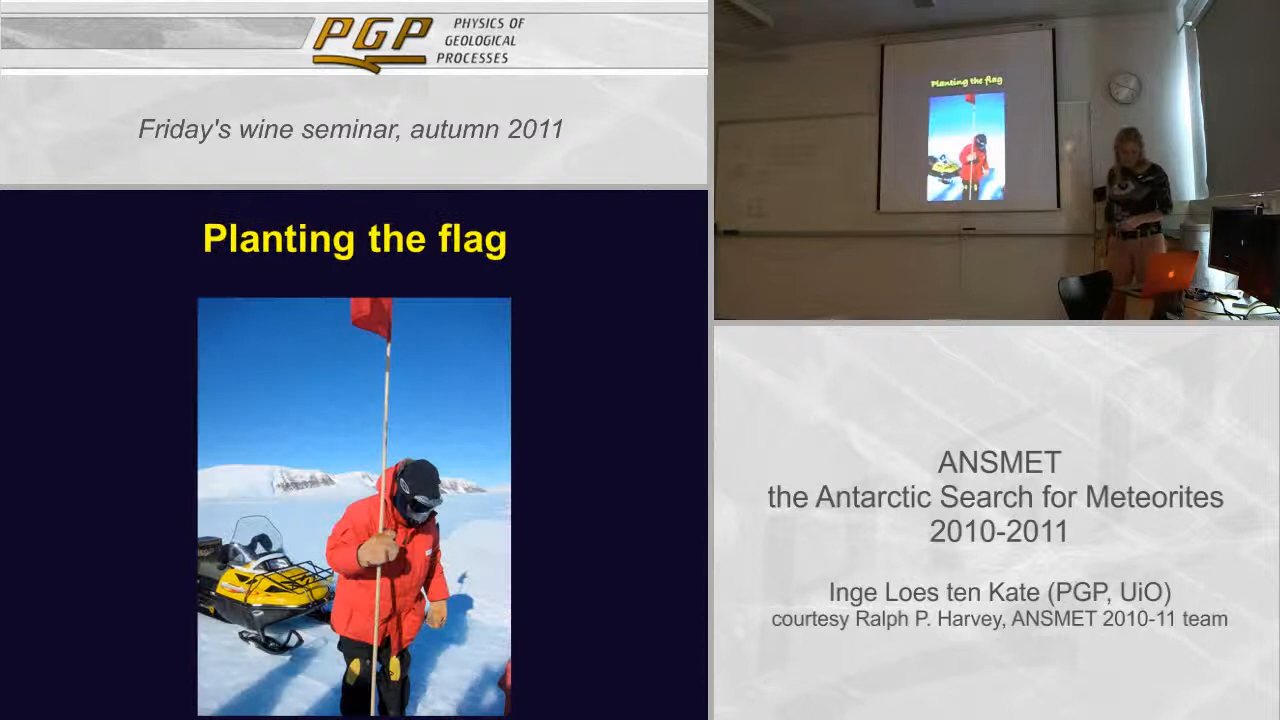 PGP
PHYSICS OF
GEOLOGICAL
PROCESSES
Friday's wine seminar, autumn 2011
Planting the flag
Planting the flag
ANSMET
the Antarctic Search for Meteorites
2010-2011
Inge Loes ten Kate (PGP, UiO)
courtesy Ralph P. Harvey, ANSMET 2010-11 team